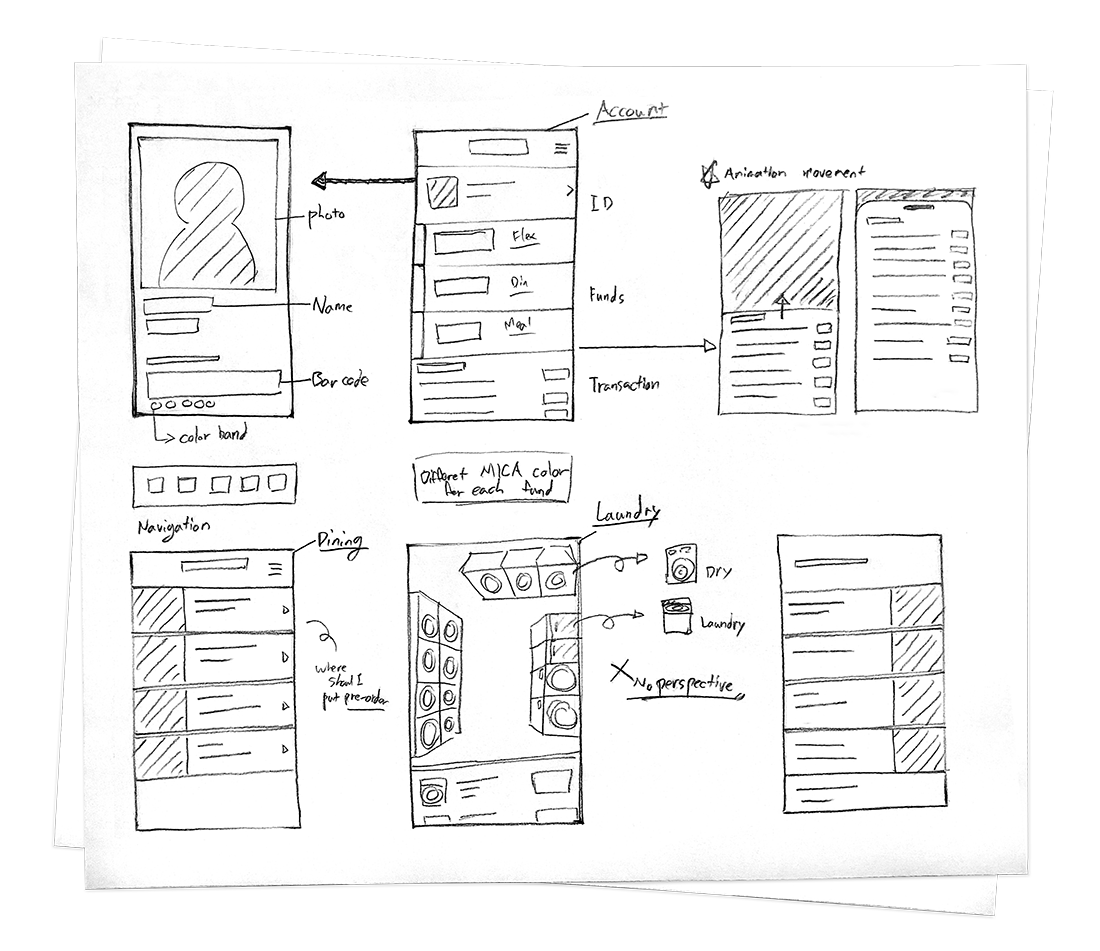 Account
Animation movement
photo
ID
Flex
Name
Din
Funds
Meal
Bar code
Transaction
color band
Differet MICA color
for each fund
Navigation
Dining
Laundry
Dry
Laundry
where
Shoul I
put pre-order
No perspective